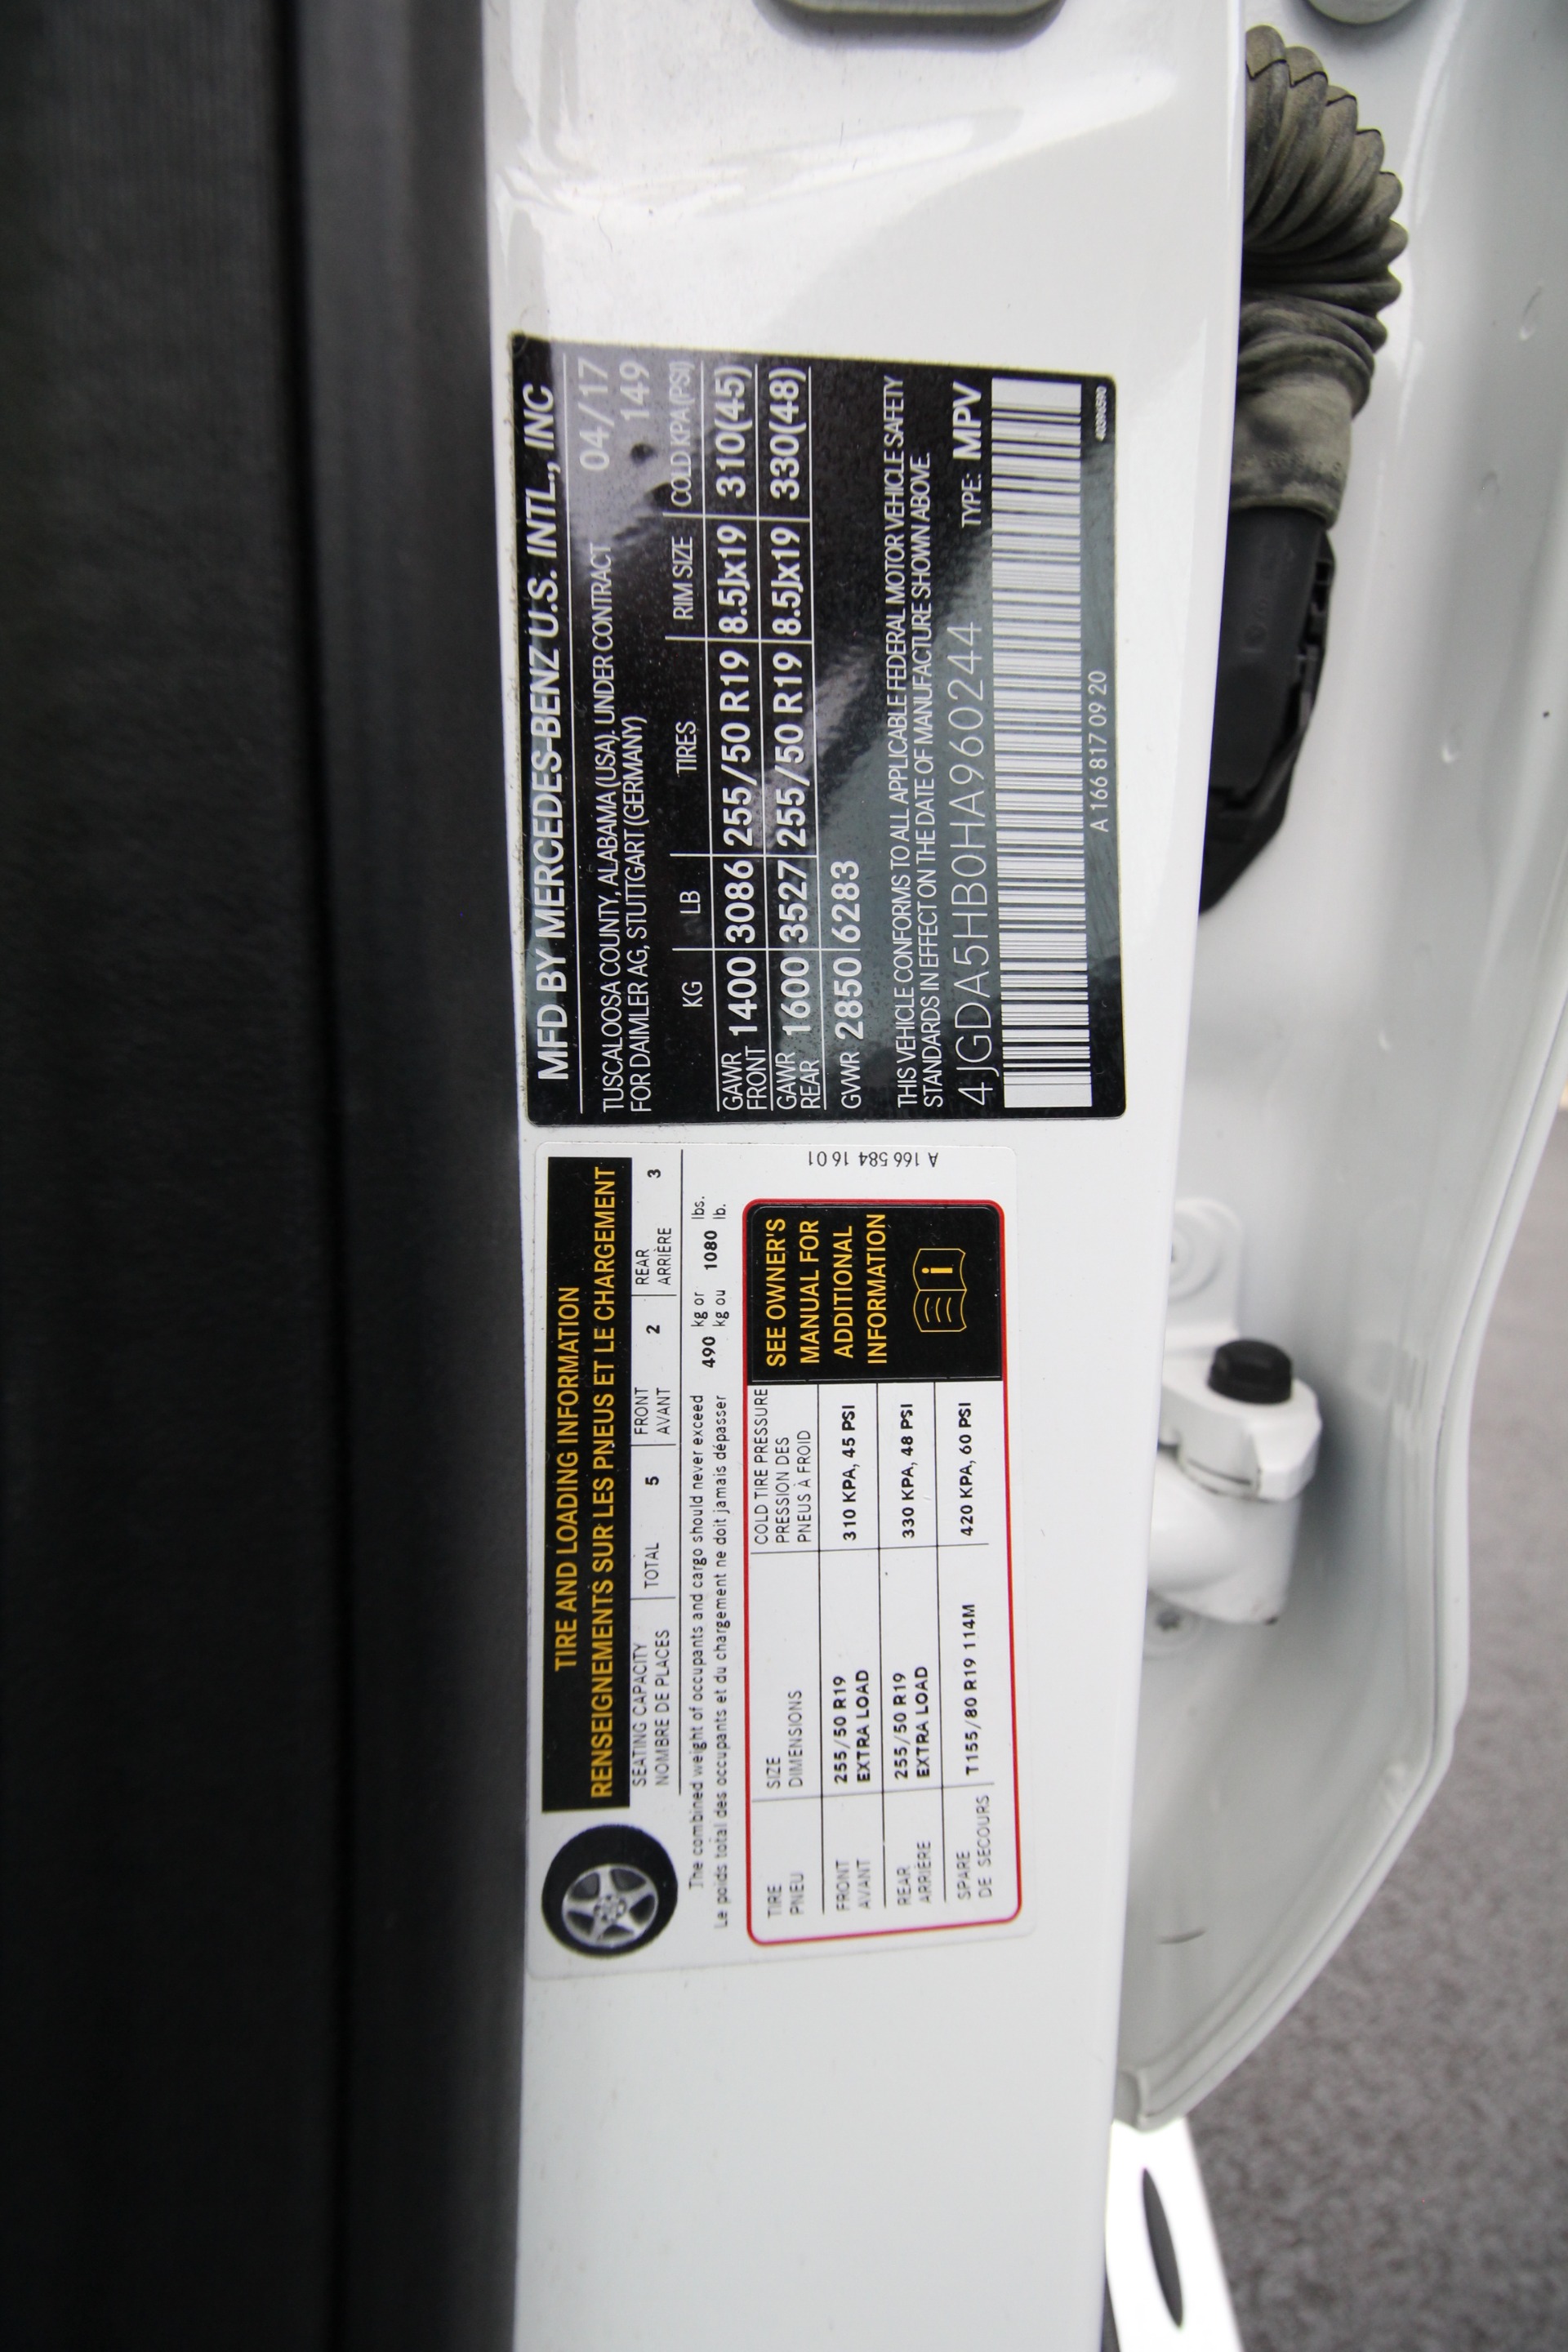 MFD BY MERCEDES-BENZ U.S. INTL., INC
TUSCALOOSA COUNTY, ALABAMA (USA), UNDER CONTRACT 04/17
FOR DAIMLER AG, STUTTGART (GERMANY) 149
KG LB TIRES RIM SIZE COLD KPA (PSI)
GAWR
FRONT 1400 3086 255/50 R19 8.5Jx19 310(45)
GAWR
REAR 1600 3527 255/50 R19 8.5Jx19 330(48)
GVWR 2850 6283
THIS VEHICLE CONFORMS TO ALL APPLICABLE FEDERAL MOTOR VEHICLE SAFETY
STANDARDS IN EFFECT ON THE DATE OF MANUFACTURE SHOWN ABOVE.
4JGDA5HB0HA960244 TYPE: MPV
A 166 817 09 20
TIRE AND LOADING INFORMATION
RENSEIGNEMENTS SUR LES PNEUS ET LE CHARGEMENT
SEATING CAPACITY
NOMBRE DE PLACES
TOTAL 5
FRONT
AVANT
2
REAR
ARRIÈRE
3
The combined weight of occupants and cargo should never exceed 490 kg or 1080 lbs.
Le poids total des occupants et du chargement ne doit jamais dépasser kg ou lb.
TIRE
PNEU
SIZE
DIMENSIONS
COLD TIRE PRESSURE
PRESSION DES
PNEUS À FROID
FRONT
AVANT
255/50 R19
EXTRA LOAD
310 KPA, 45 PSI
REAR
ARRIÈRE
255/50 R19
EXTRA LOAD
330 KPA, 48 PSI
SPARE
DE SECOURS
T155/80 R19 114M
420 KPA, 60 PSI
SEE OWNER'S
MANUAL FOR
ADDITIONAL
INFORMATION
i
A 166 584 16 01